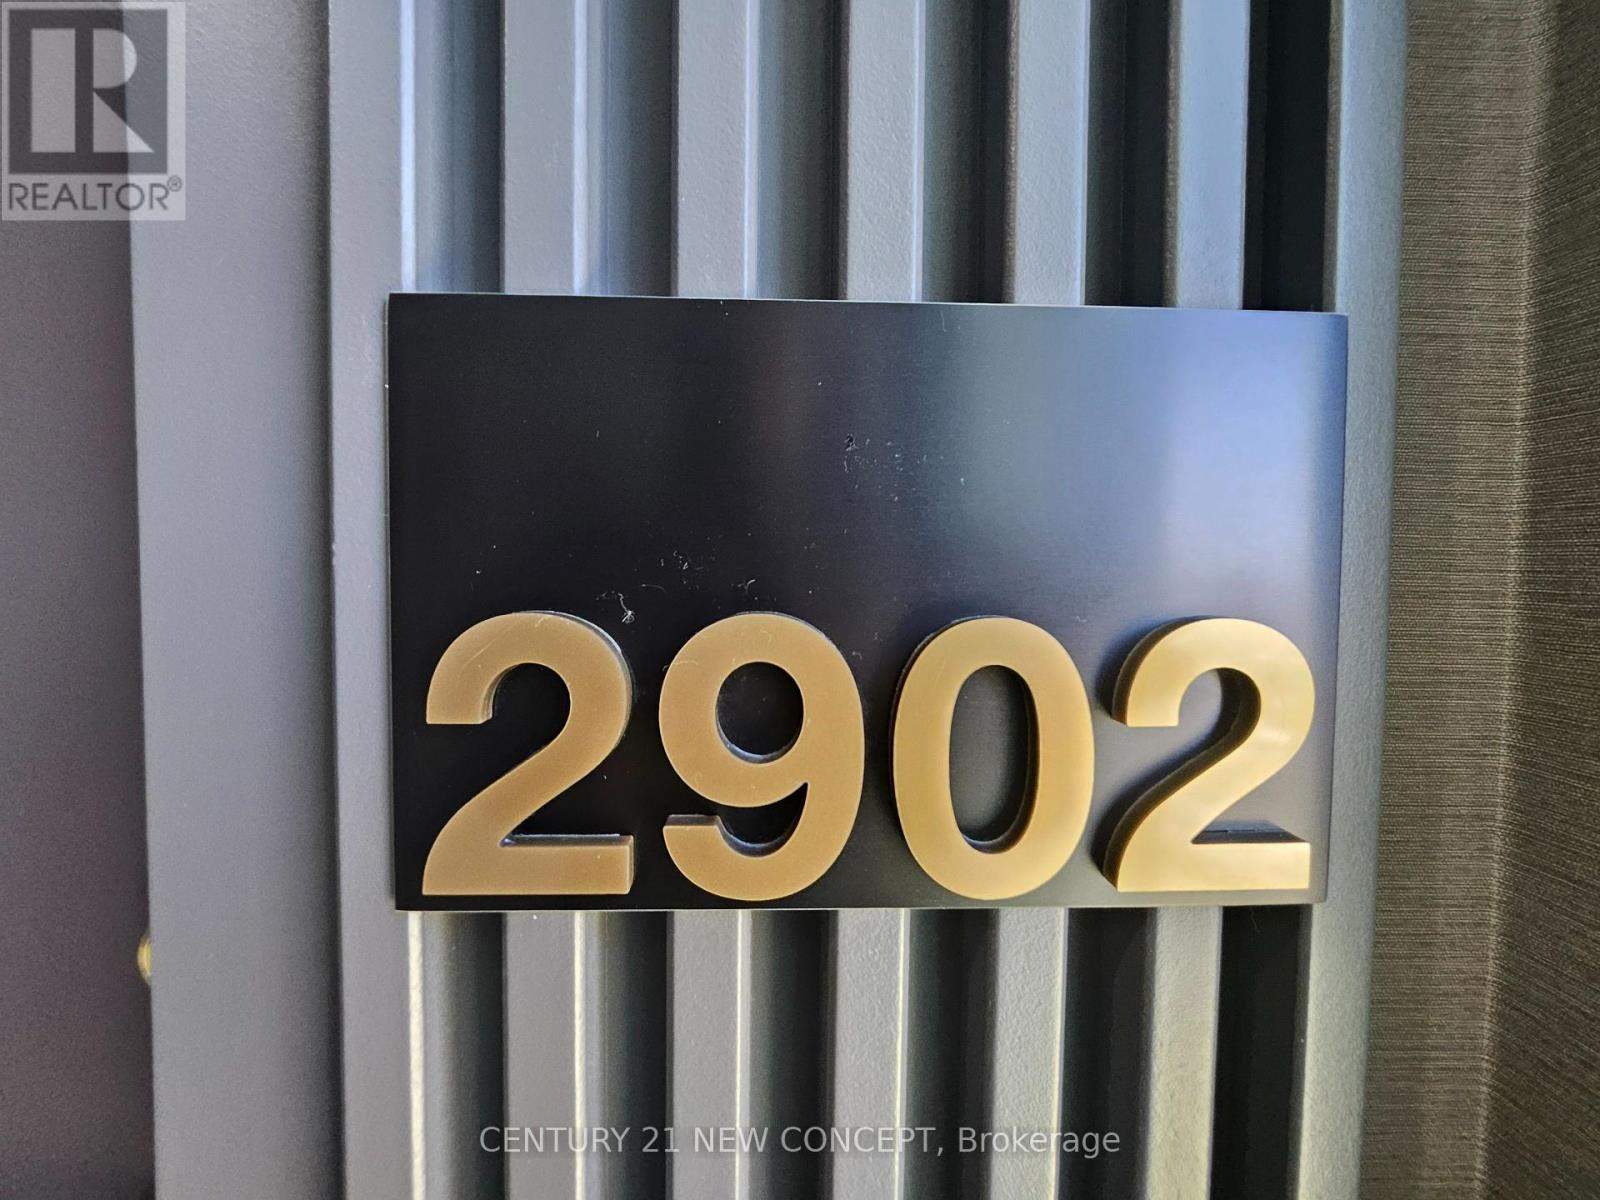 REALTOR®
2902
CENTURY 21 NEW CONCEPT, Brokerage